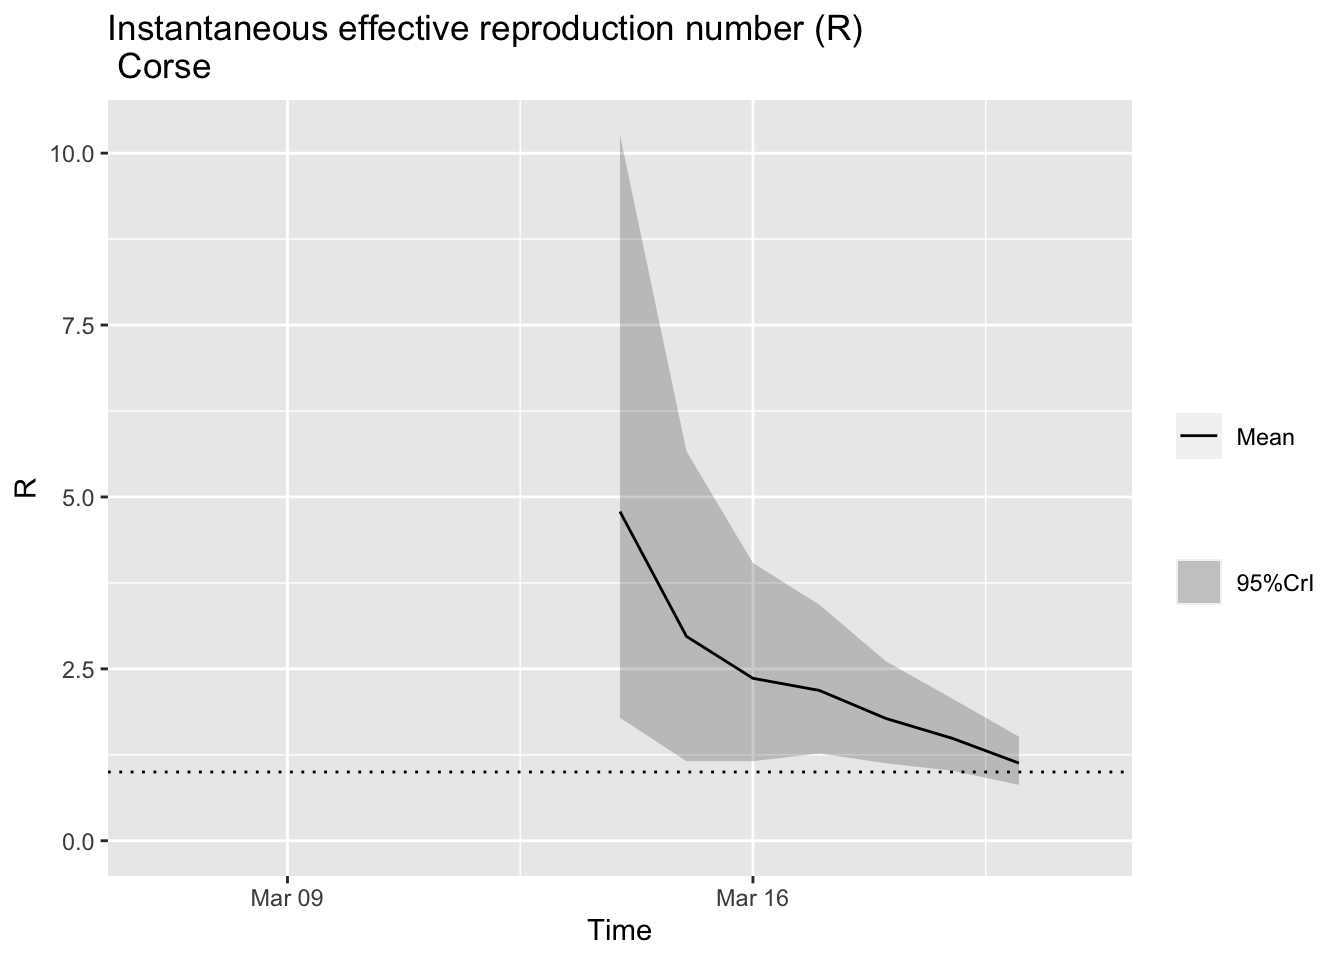 Instantaneous effective reproduction number (R)
Corse
10.0
7.5
5.0
2.5
0.0
R
Mar 09
Mar 16
Time
Mean
95%CrI